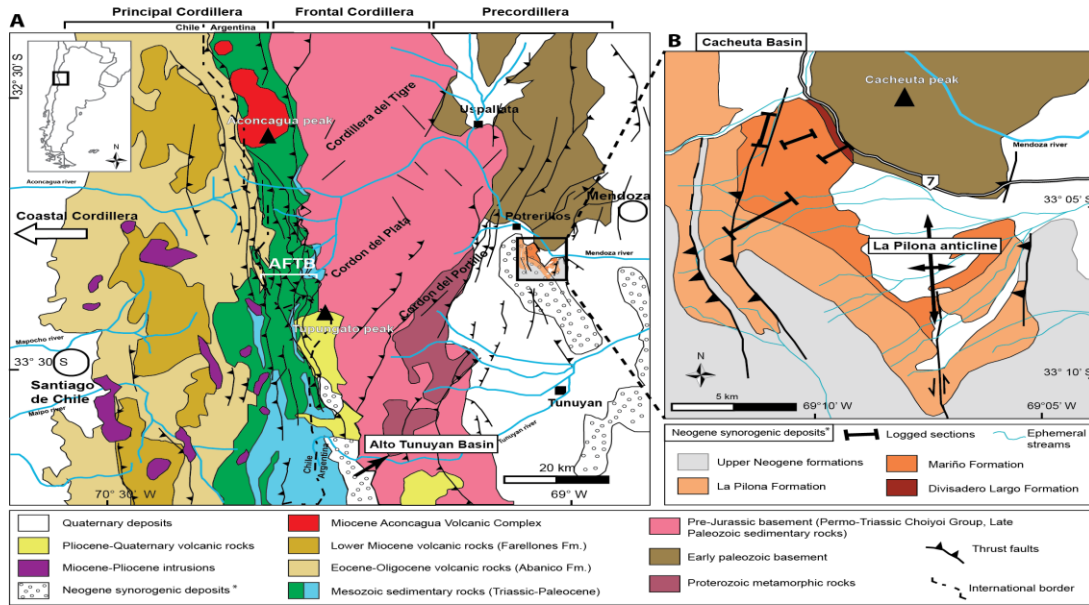 Principal Cordillera
Frontal Cordillera
Precordillera
A
Chile
Argentina
32° 30' S
N
Aconcagua peak
Cordillera del Tigre
Uspallata
Aconcagua river
Coastal Cordillera
AFTB
Cordon del Plata
Potrerillos
Mendoza
Mendoza river
Cordon del Portillo
Tupungato peak
Mapocho river
33° 30' S
Santiago
de Chile
Maipo river
Tunuyan
Tunuyan river
Alto Tunuyan Basin
Chile
Argentina
20 km
70° 30' W
69° W
B
Cacheuta Basin
Cacheuta peak
Mendoza river
7
33° 05' S
La Pilona anticline
N
33° 10' S
5 km
69° 10' W
69° 05' W
Neogene synorogenic deposits*
Logged sections
Ephemeral
streams
Upper Neogene formations
Mariño Formation
La Pilona Formation
Divisadero Largo Formation
Quaternary deposits
Miocene Aconcagua Volcanic Complex
Pre-Jurassic basement (Permo-Triassic Choiyoi Group, Late
Paleozoic sedimentary rocks)
Pliocene-Quaternary volcanic rocks
Lower Miocene volcanic rocks (Farellones Fm.)
Early paleozoic basement
Thrust faults
Miocene-Pliocene intrusions
Eocene-Oligocene volcanic rocks (Abanico Fm.)
Proterozoic metamorphic rocks
International border
Neogene synorogenic deposits *
Mesozoic sedimentary rocks (Triassic-Paleocene)